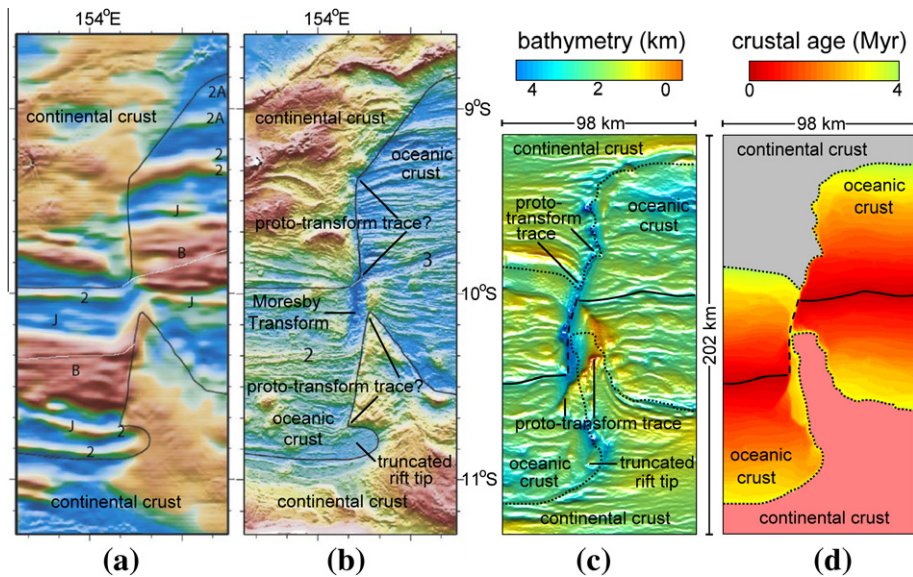 154°E
continental crust
2A
2A
2
J
B
2
J
J
B
J
2
2
continental crust
(a)
154°E
continental crust
9°S
oceanic
crust
proto-transform trace?
3
10°S
Moresby
Transform
2
proto-transform trace?
oceanic
crust
truncated
rift tip
11°S
continental crust
(b)
bathymetry (km)
4 2 0
98 km
continental crust
proto-
transform
trace
oceanic
crust
202 km
proto-transform trace
oceanic
crust
truncated
rift tip
continental crust
(c)
crustal age (Myr)
0 4
98 km
continental crust
oceanic
crust
oceanic
crust
continental crust
(d)